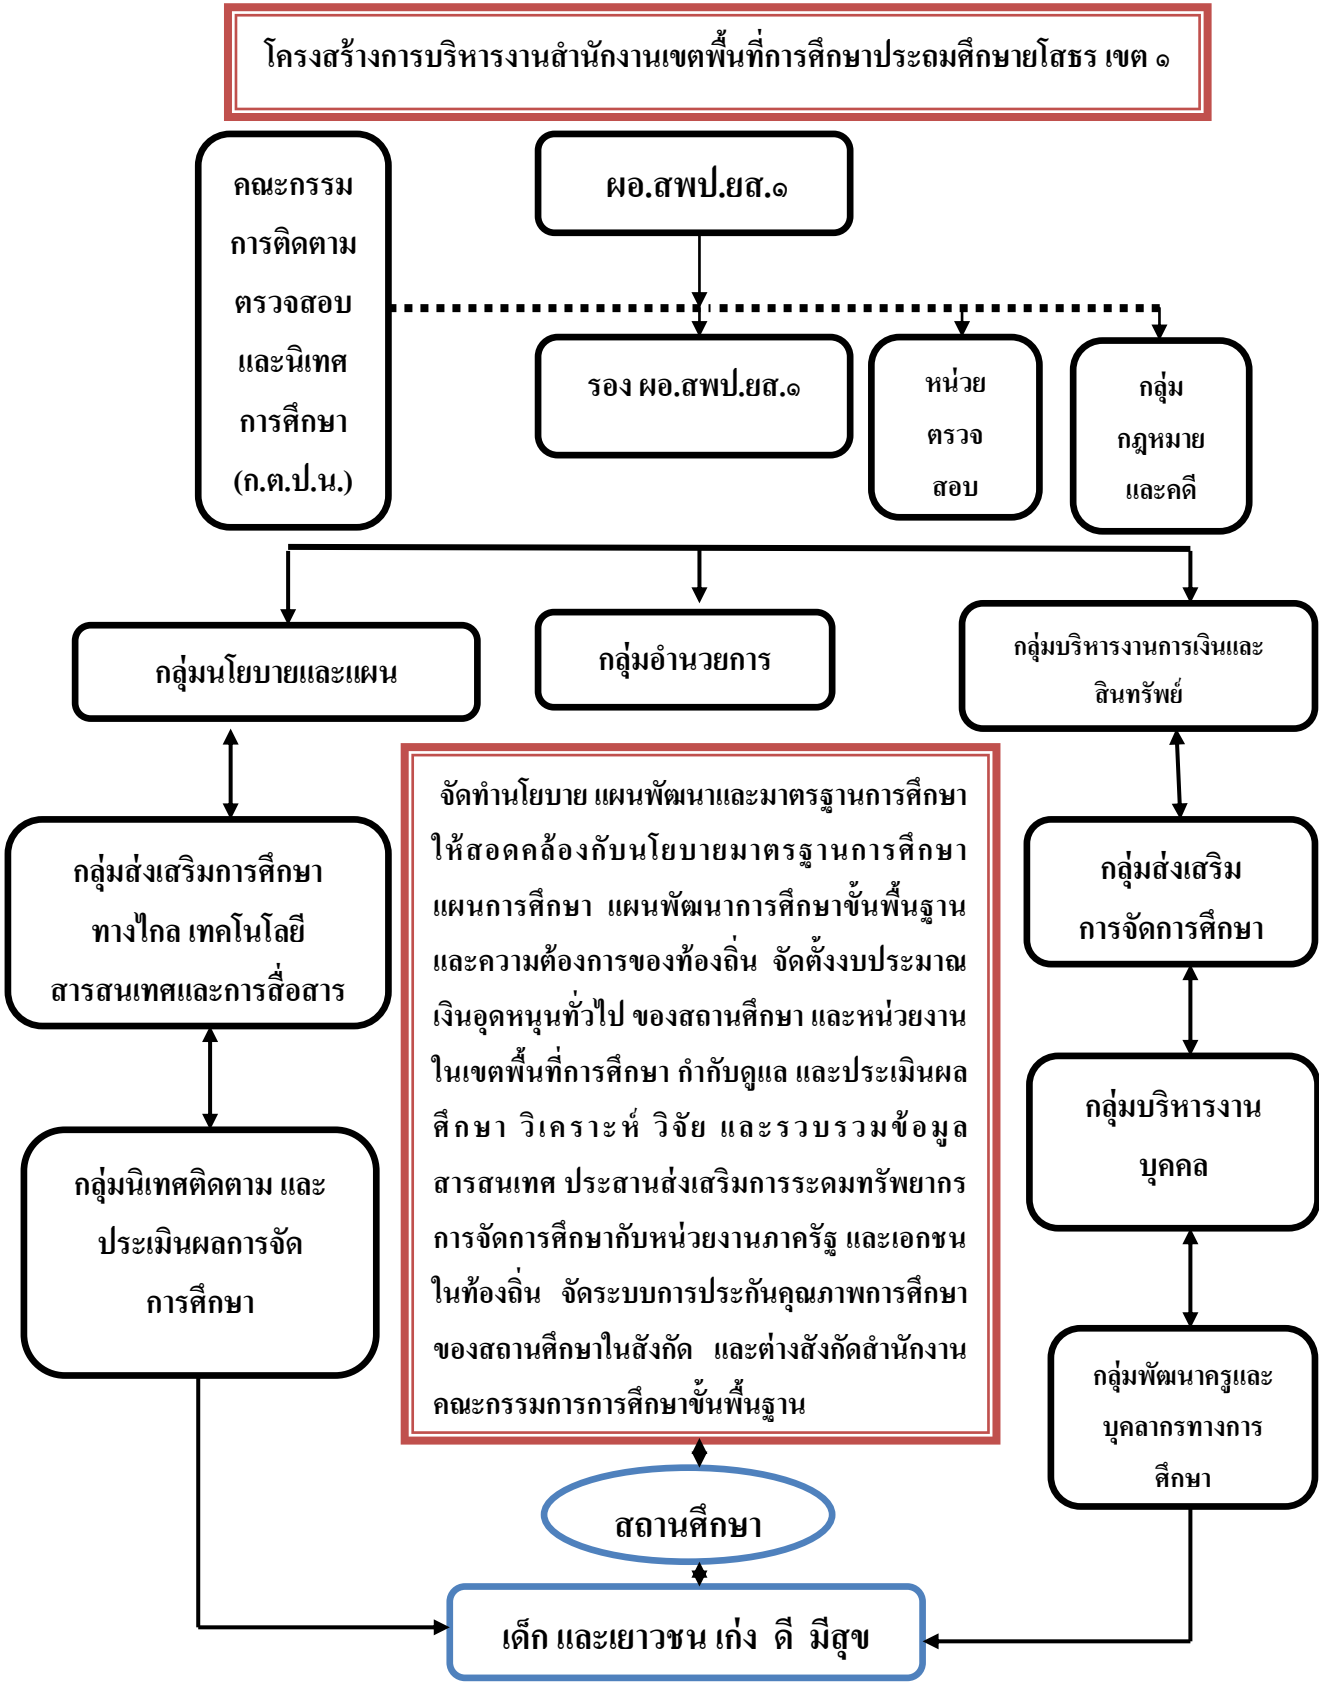 โครงสร้างการบริหารงานสำนักงานเขตพื้นที่การศึกษาประถมศึกษายโสธร เขต ๑
คณะกรรม
การติดตาม
ตรวจสอบ
และนิเทศ
การศึกษา
(ก.ต.ป.น.)
ผอ.สพป.ยส.๑
รอง ผอ.สพป.ยส.๑
หน่วย
ตรวจ
สอบ
กลุ่ม
กฎหมาย
และคดี
กลุ่มนโยบายและแผน
กลุ่มอำนวยการ
กลุ่มบริหารงานการเงินและ
สินทรัพย์
กลุ่มส่งเสริมการศึกษา
ทางไกล เทคโนโลยี
สารสนเทศและการสื่อสาร
กลุ่มนิเทศติดตาม และ
ประเมินผลการจัด
การศึกษา
จัดทำนโยบาย แผนพัฒนาและมาตรฐานการศึกษา
ให้สอดคล้องกับนโยบายมาตรฐานการศึกษา
แผนการศึกษา แผนพัฒนาการศึกษาขั้นพื้นฐาน
และความต้องการของท้องถิ่น จัดตั้งงบประมาณ
เงินอุดหนุนทั่วไป ของสถานศึกษา และหน่วยงาน
ในเขตพื้นที่การศึกษา กำกับดูแล และประเมินผล
ศึกษา วิเคราะห์ วิจัย และรวบรวมข้อมูล
สารสนเทศ ประสานส่งเสริมการระดมทรัพยากร
การจัดการศึกษากับหน่วยงานภาครัฐ และเอกชน
ในท้องถิ่น จัดระบบการประกันคุณภาพการศึกษา
ของสถานศึกษาในสังกัด และต่างสังกัดสำนักงาน
คณะกรรมการการศึกษาขั้นพื้นฐาน
กลุ่มส่งเสริม
การจัดการศึกษา
กลุ่มบริหารงาน
บุคคล
กลุ่มพัฒนาครูและ
บุคลากรทางการ
ศึกษา
สถานศึกษา
เด็ก และเยาวชน เก่ง ดี มีสุข